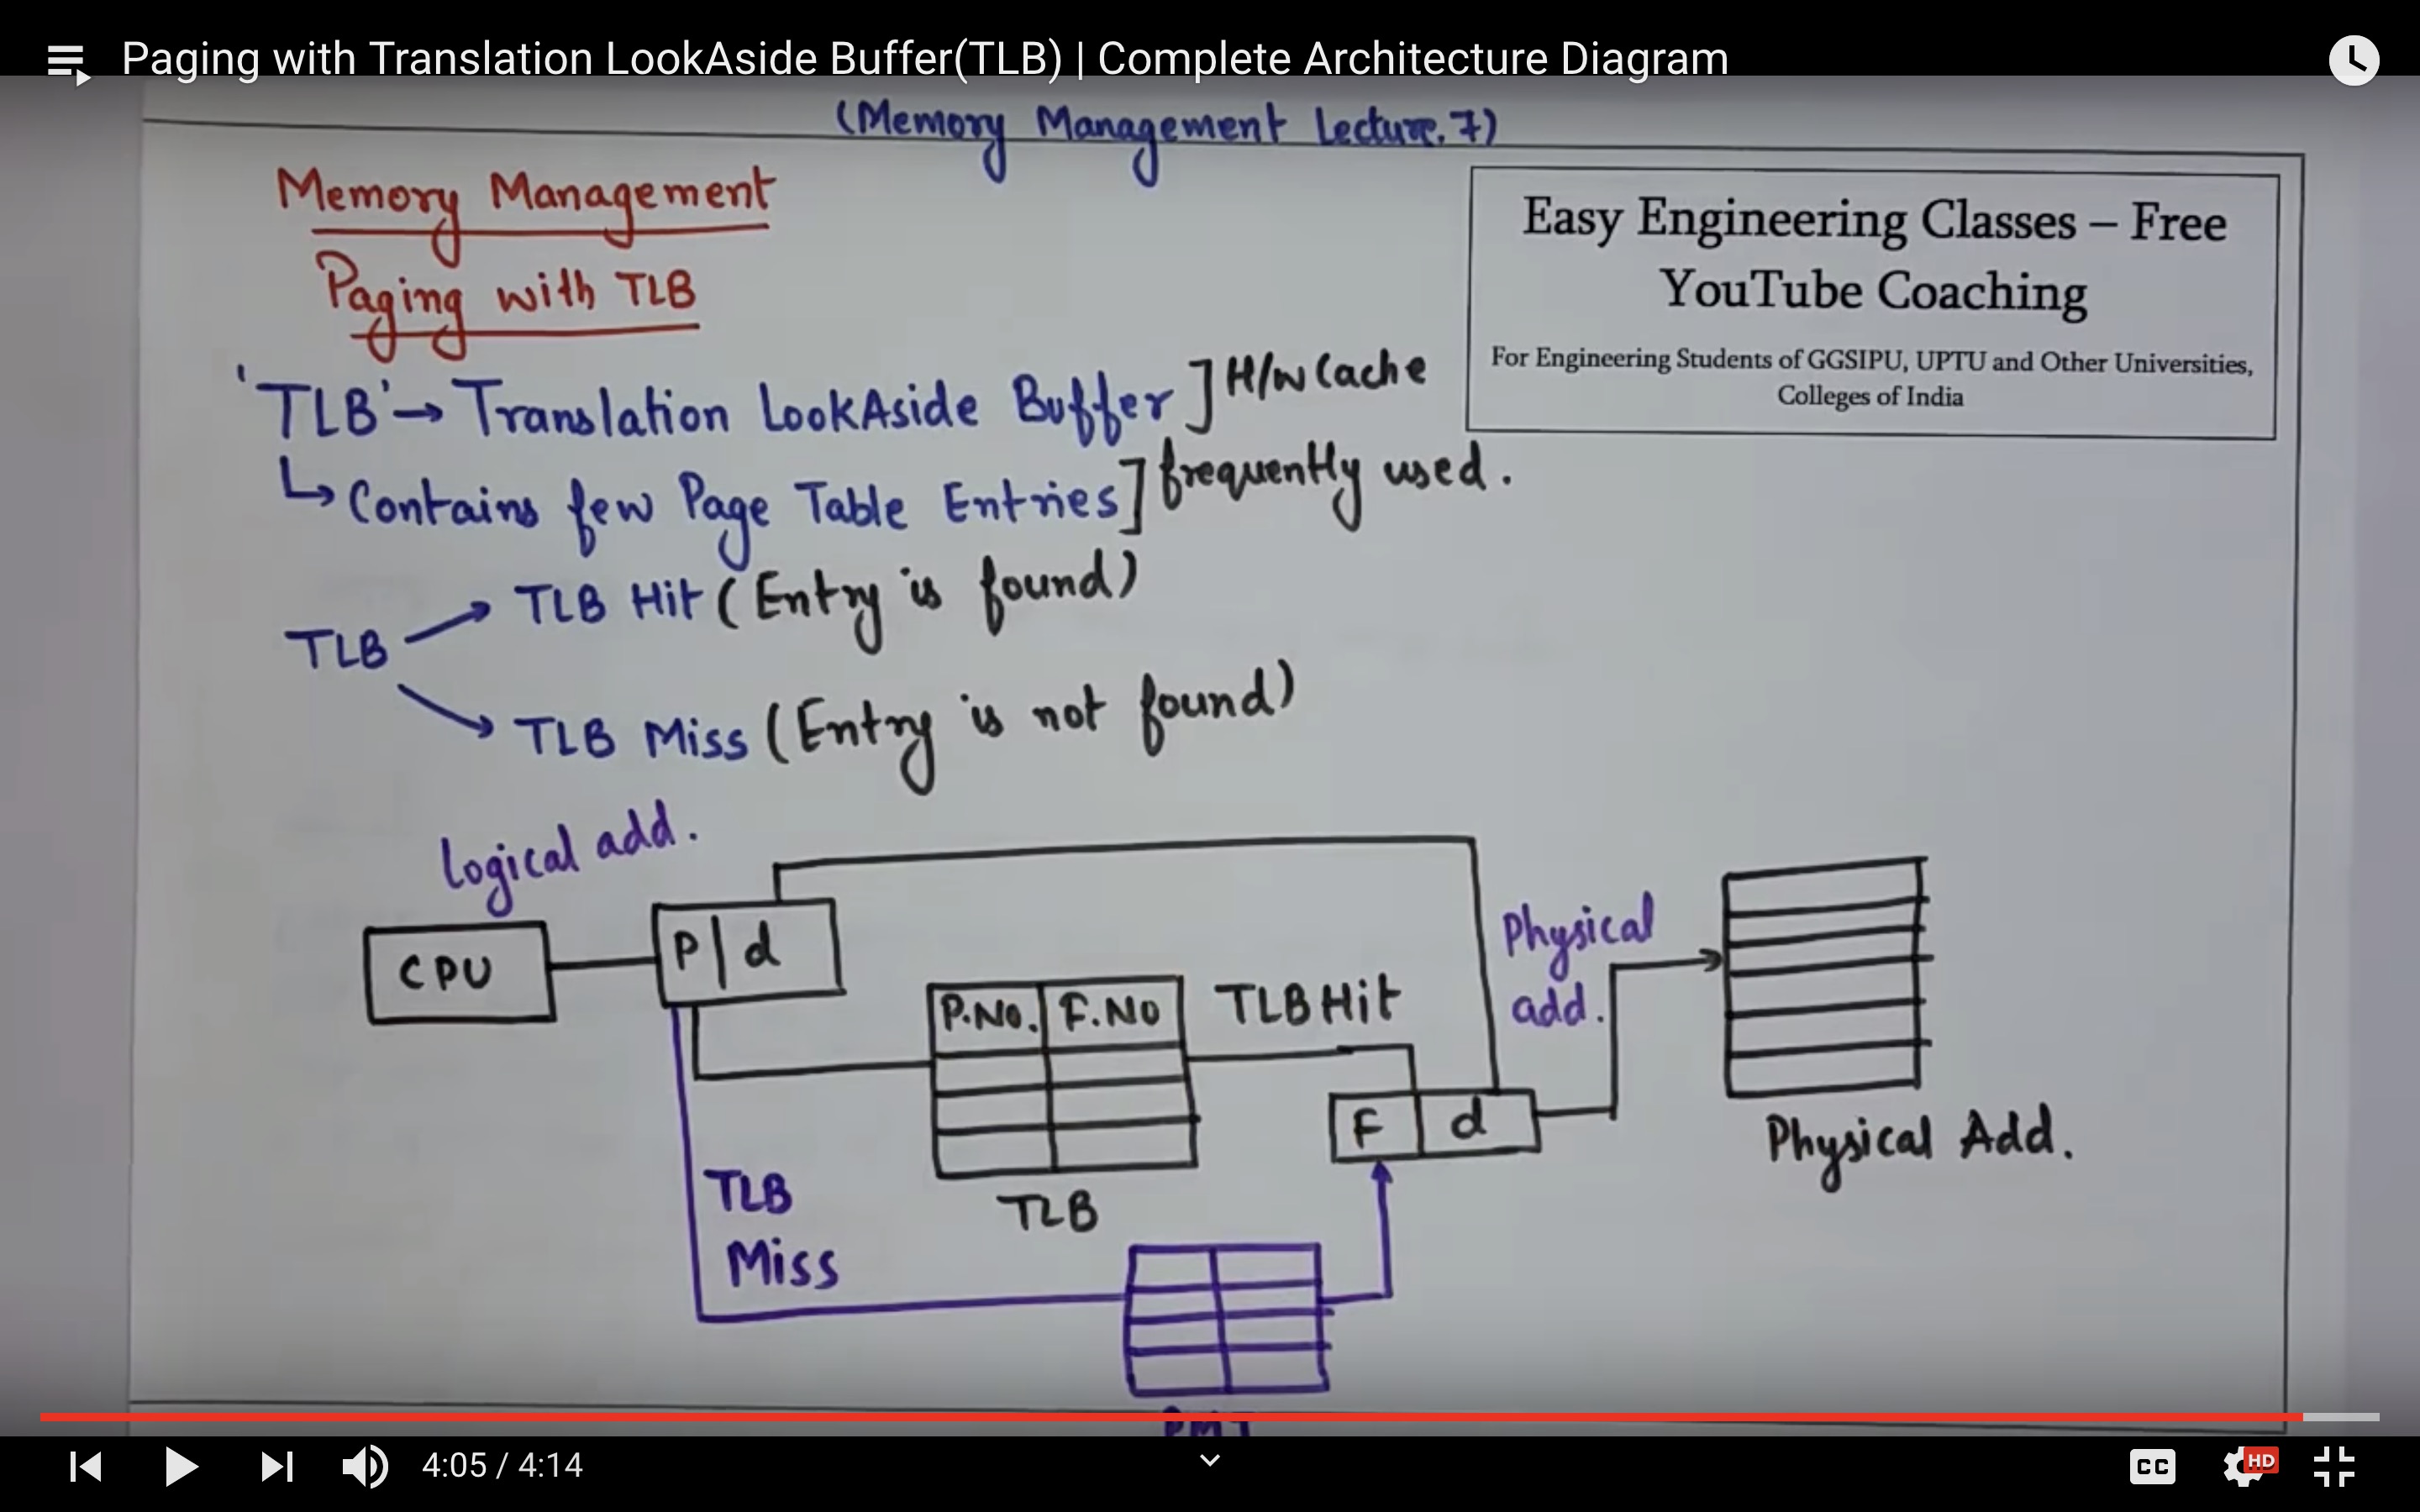 Paging with Translation LookAside Buffer(TLB) | Complete Architecture Diagram
(Memory Management Lecture.7)
Memory Management
Paging with TLB
Easy Engineering Classes – Free
YouTube Coaching
For Engineering Students of GGSIPU, UPTU and Other Universities,
Colleges of India
'TLB' → Translation LookAside Buffer] H/w Cache
↳ Contains few Page Table Entries] frequently used.
TLB → TLB Hit (Entry is found)
→ TLB Miss (Entry is not found)
logical add.
CPU
P | d
P.No. F.No
TLB Hit
Physical
add.
F d
TLB
Physical Add.
TLB
Miss
PMT
4:05 / 4:14
CC
HD